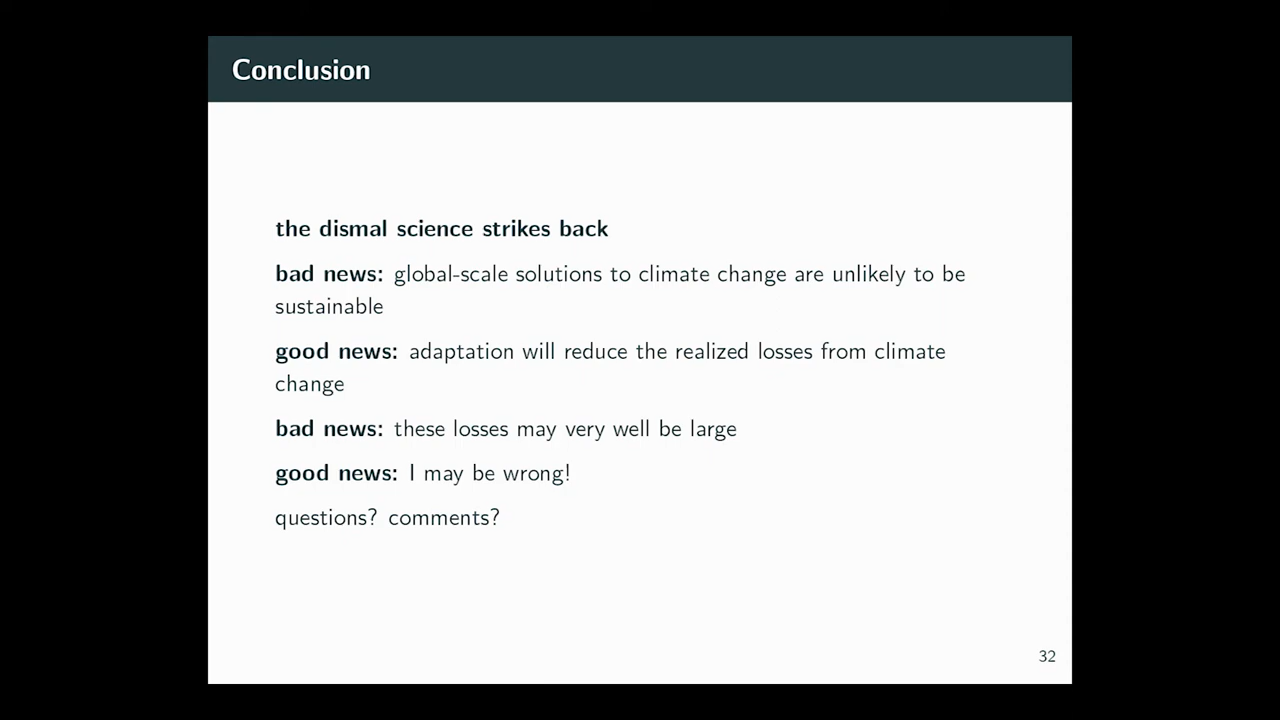 Conclusion
the dismal science strikes back
bad news: global-scale solutions to climate change are unlikely to be
sustainable
good news: adaptation will reduce the realized losses from climate
change
bad news: these losses may very well be large
good news: I may be wrong!
questions? comments?
32